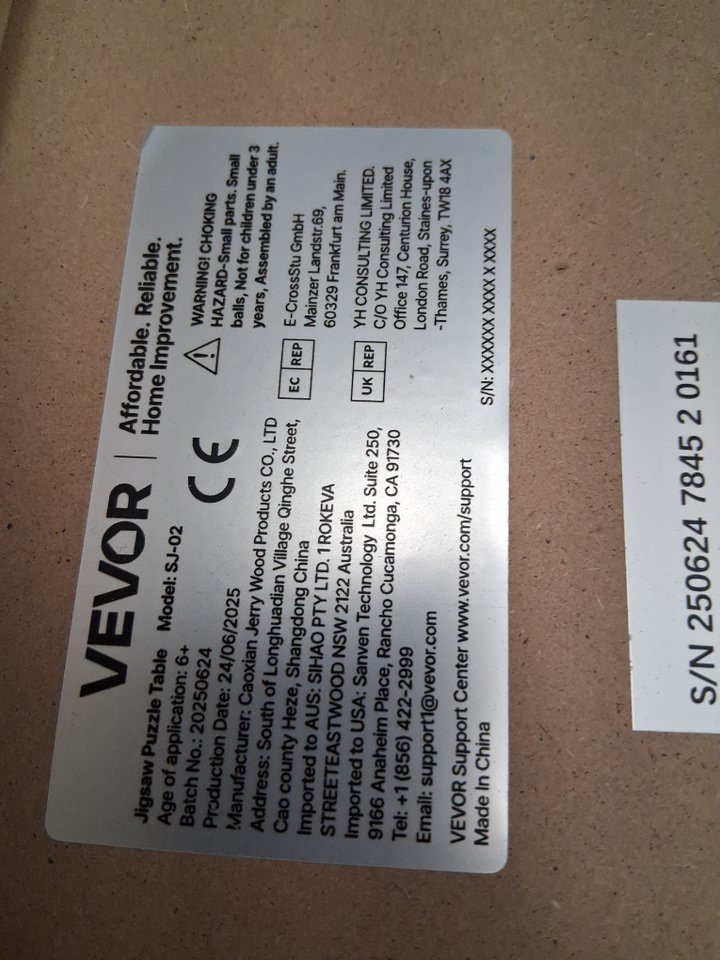 VEVOR
Affordable. Reliable.
Home Improvement.
Jigsaw Puzzle Table Model: SJ-02
Age of application: 6+
Batch No.: 20250624
Production Date: 24/06/2025
Manufacturer: Caoxian Jerry Wood Products CO., LTD
Address: South of Longhuadian Village Qinghe Street,
Cao county Heze, Shangdong China
Imported to AUS: SIHAO PTY LTD. 1 ROKEVA
STREETEASTWOOD NSW 2122 Australia
Imported to USA: Sanven Technology Ltd. Suite 250,
9166 Anaheim Place, Rancho Cucamonga, CA 91730
Tel: +1 (856) 422-2999
Email: support1@vevor.com
VEVOR Support Center www.vevor.com/support
Made In China
CE
WARNING! CHOKING
HAZARD-Small parts. Small
balls, Not for children under 3
years, Assembled by an adult.
EC REP
E-CrossStu GmbH
Mainzer Landstr.69,
60329 Frankfurt am Main.
UK REP
YH CONSULTING LIMITED.
C/O YH Consulting Limited
Office 147, Centurion House,
London Road, Staines-upon
-Thames, Surrey, TW18 4AX
S/N: XXXXXX XXXX X XXXX
S/N 250624 7845 2 0161